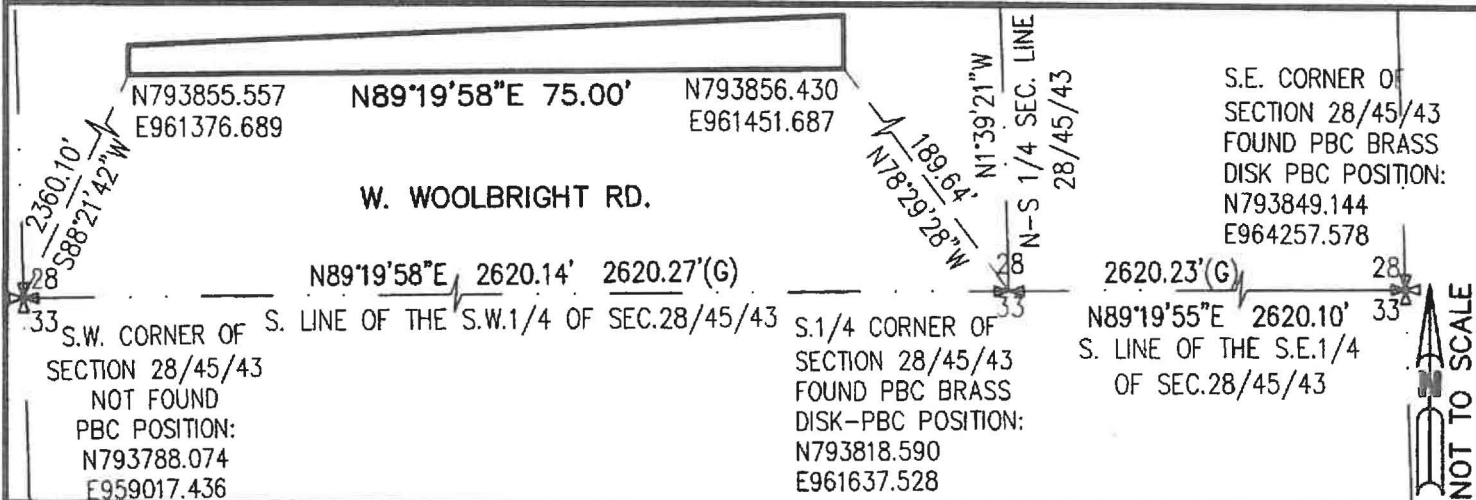 N793855.557
E961376.689
N89°19'58"E 75.00'
N793856.430
E961451.687
2360.10'
S88°21'42"W
W. WOOLBRIGHT RD.
189.64'
N78°29'28"W
N1°39'21"W
N-S 1/4 SEC. LINE
28/45/43
S.E. CORNER OF
SECTION 28/45/43
FOUND PBC BRASS
DISK PBC POSITION:
N793849.144
E964257.578
28
33
N89°19'58"E 2620.14' 2620.27'(G)
S. LINE OF THE S.W.1/4 OF SEC.28/45/43
28
33
2620.23'(G)
N89°19'55"E 2620.10'
S. LINE OF THE S.E.1/4
OF SEC.28/45/43
28
33
S.W. CORNER OF
SECTION 28/45/43
NOT FOUND
PBC POSITION:
N793788.074
E959017.436
S.1/4 CORNER OF
SECTION 28/45/43
FOUND PBC BRASS
DISK-PBC POSITION:
N793818.590
E961637.528
N
NOT TO SCALE